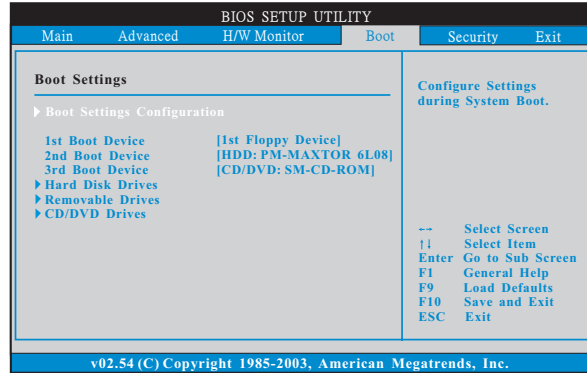 BIOS SETUP UTILITY
Main Advanced H/W Monitor Boot Security Exit
Boot Settings
Boot Settings Configuration
1st Boot Device [1st Floppy Device]
2nd Boot Device [HDD: PM-MAXTOR 6L08]
3rd Boot Device [CD/DVD: SM-CD-ROM]
Hard Disk Drives
Removable Drives
CD/DVD Drives
Configure Settings
during System Boot.
←→ Select Screen
↑↓ Select Item
Enter Go to Sub Screen
F1 General Help
F9 Load Defaults
F10 Save and Exit
ESC Exit
v02.54 (C) Copyright 1985-2003, American Megatrends, Inc.